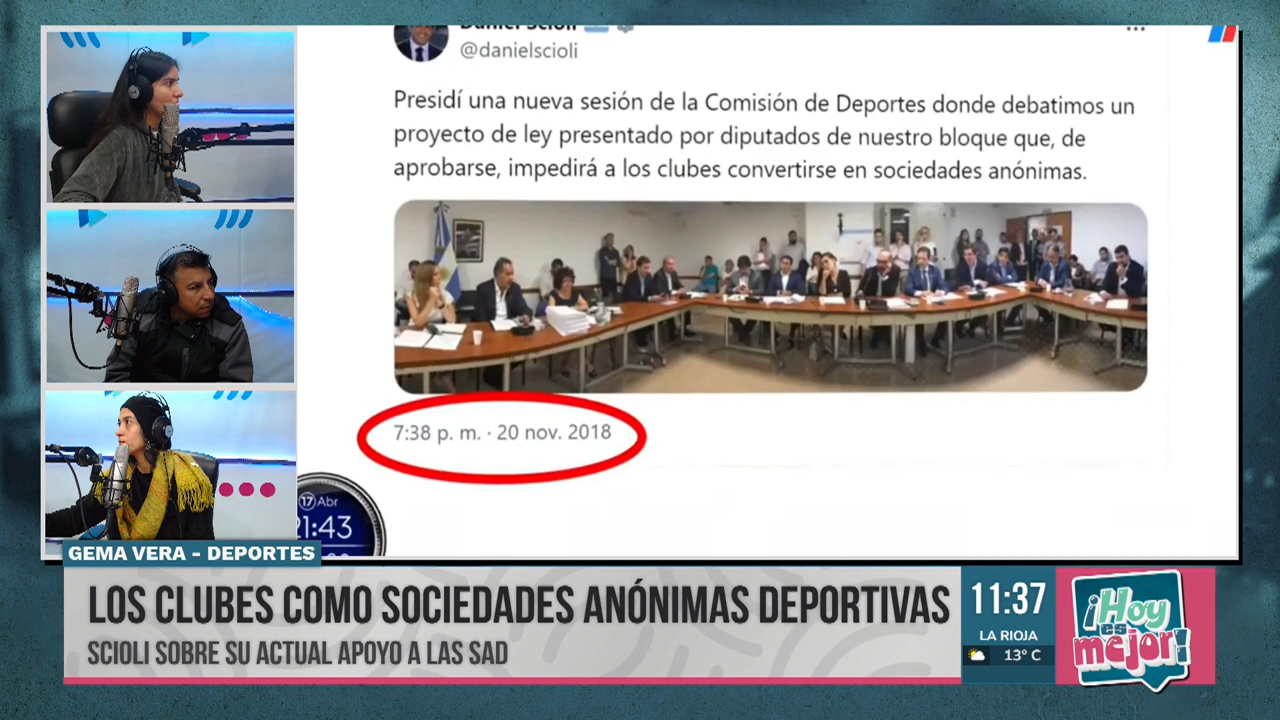 Daniel Scioli
@danielscioli
Presidí una nueva sesión de la Comisión de Deportes donde debatimos un
proyecto de ley presentado por diputados de nuestro bloque que, de
aprobarse, impedirá a los clubes convertirse en sociedades anónimas.
7:38 p. m. · 20 nov. 2018
17 Abr
21:43
GEMA VERA - DEPORTES
LOS CLUBES COMO SOCIEDADES ANÓNIMAS DEPORTIVAS
SCIOLI SOBRE SU ACTUAL APOYO A LAS SAD
11:37
LA RIOJA
13° C
¡Hoy
es
mejor!